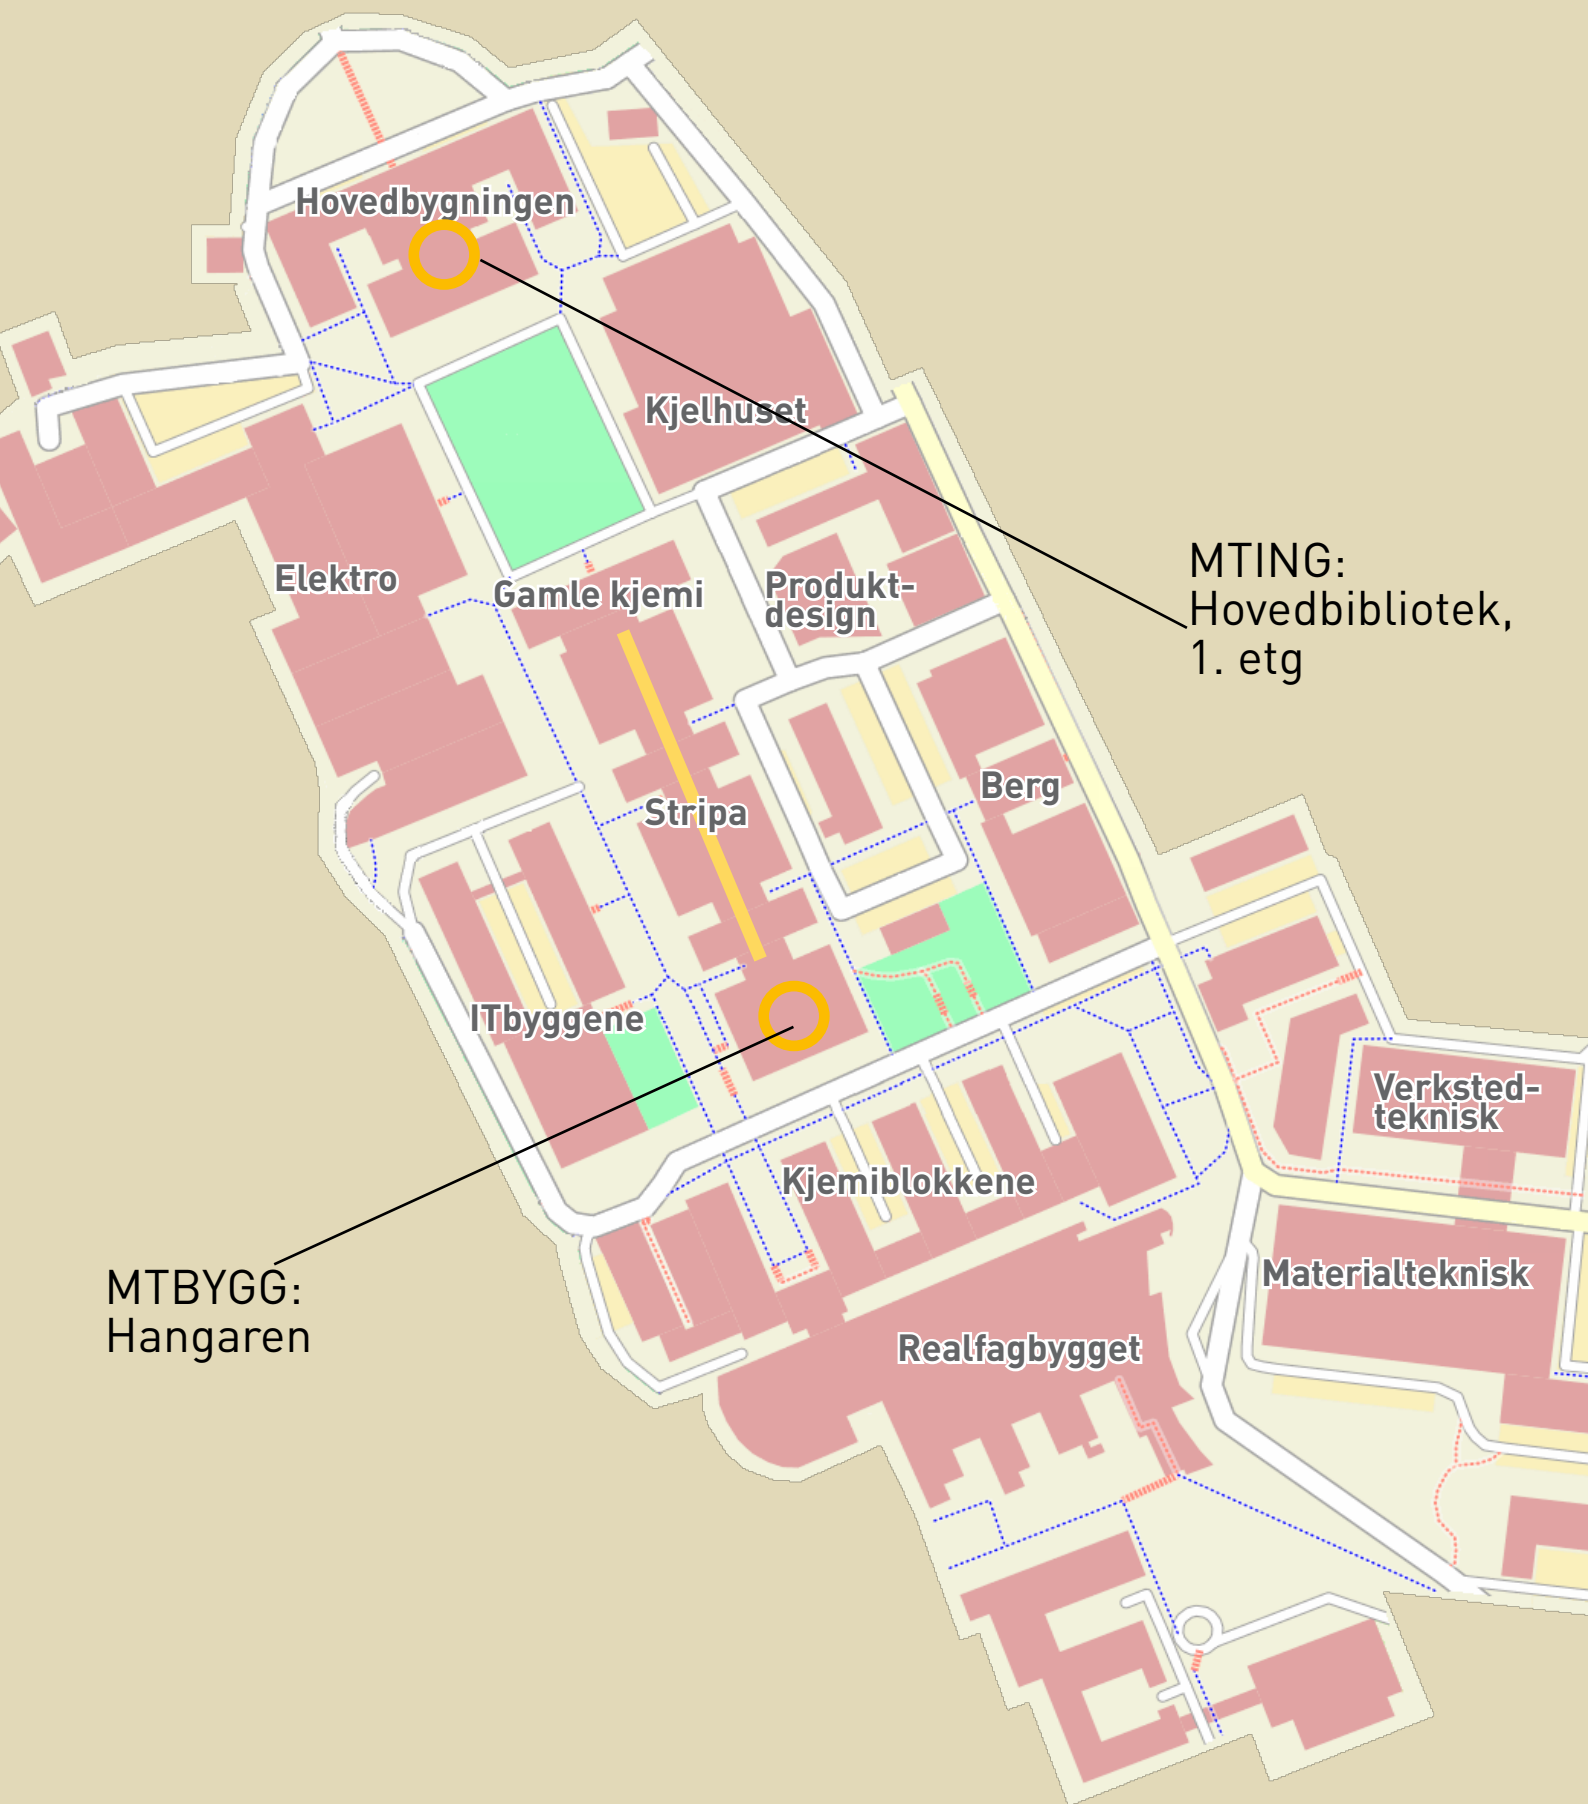 Hovedbygningen
Kjelhuset
MTING:
Hovedbibliotek,
1. etg
Elektro
Gamle kjemi
Produkt-
design
Stripa
Berg
ITbyggene
Verksted-
teknisk
Kjemiblokkene
MTBYGG:
Hangaren
Materialteknisk
Realfagbygget